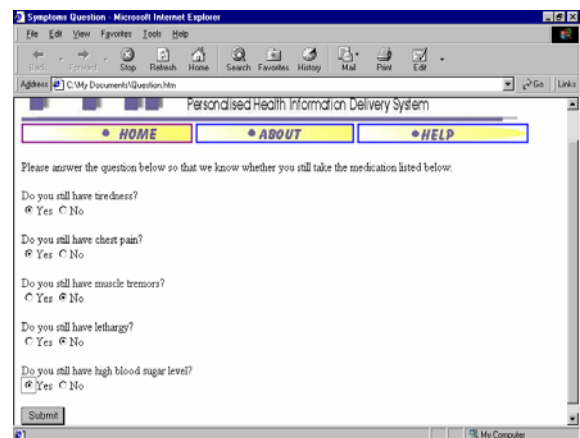 Symptoms Question - Microsoft Internet Explorer
File Edit View Favorites Tools Help
Back Forward Stop Refresh Home Search Favorites History Mail Print Edit
Address C:\My Documents\Question.htm Go Links
Personalised Health Information Delivery System
HOME ABOUT HELP
Please answer the question below so that we know whether you still take the medication listed below:
Do you still have tiredness?
Yes No
Do you still have chest pain?
Yes No
Do you still have muscle tremors?
Yes No
Do you still have lethargy?
Yes No
Do you still have high blood sugar level?
Yes No
Submit
My Computer